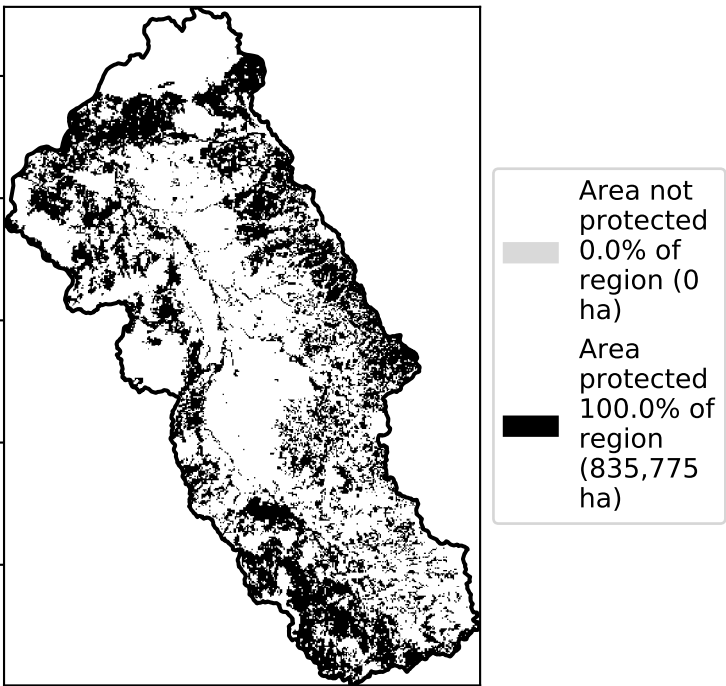 Area not
protected
0.0% of
region (0
ha)
Area
protected
100.0% of
region
(835,775
ha)